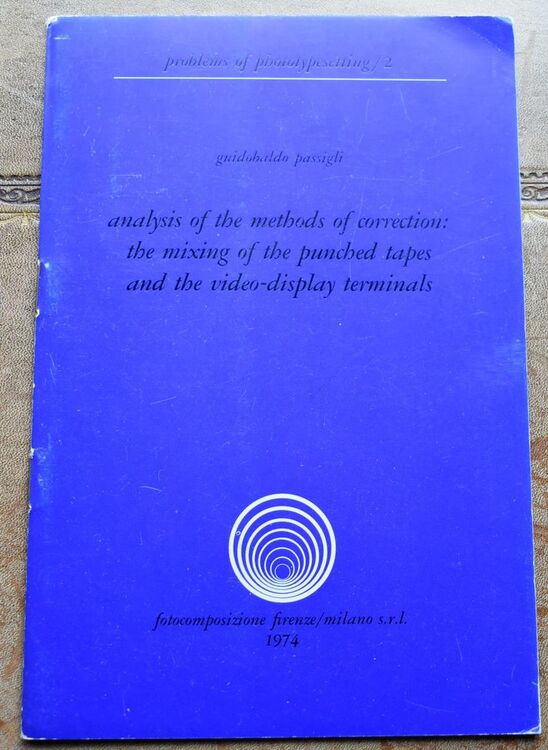 problems of phototypesetting/2
guidobaldo passigli
analysis of the methods of correction:
the mixing of the punched tapes
and the video-display terminals
fotocomposizione firenze/milano s.r.l.
1974